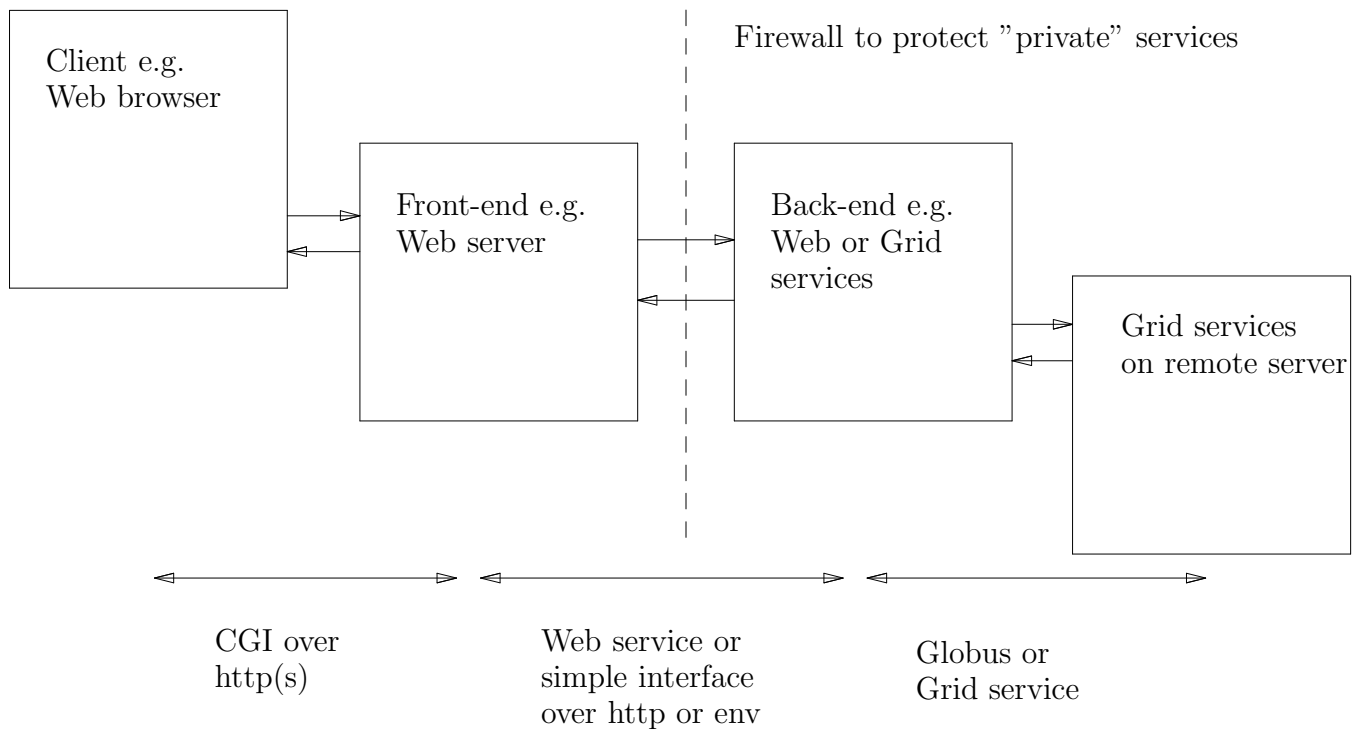 Client e.g.
Web browser
Firewall to protect ”private” services
Front-end e.g.
Web server
Back-end e.g.
Web or Grid
services
Grid services
on remote server
CGI over
http(s)
Web service or
simple interface
over http or env
Globus or
Grid service